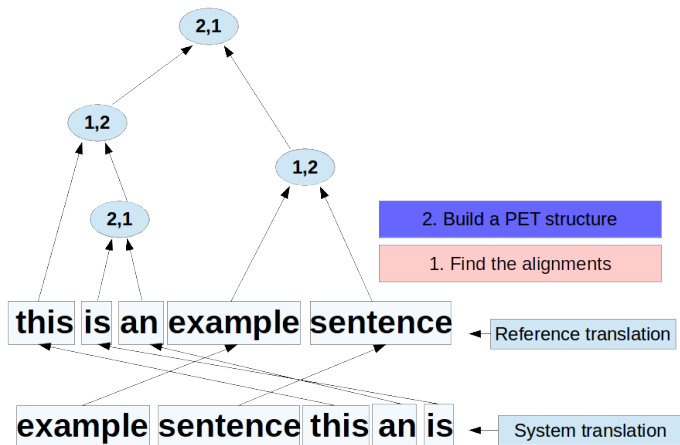 2,1
1,2
1,2
2,1
2. Build a PET structure
1. Find the alignments
this is an example sentence
Reference translation
example sentence this an is
System translation